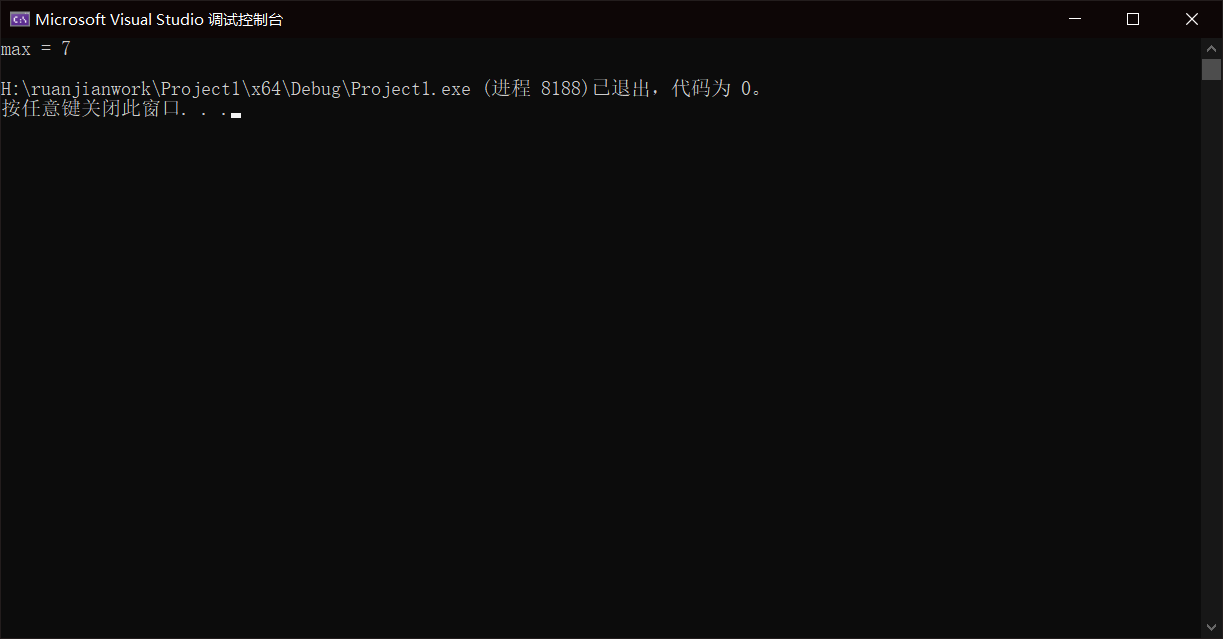 Microsoft Visual Studio 调试控制台
max = 7
H:\ruanjianwork\Project1\x64\Debug\Project1.exe (进程 8188)已退出，代码为 0。
按任意键关闭此窗口. . .